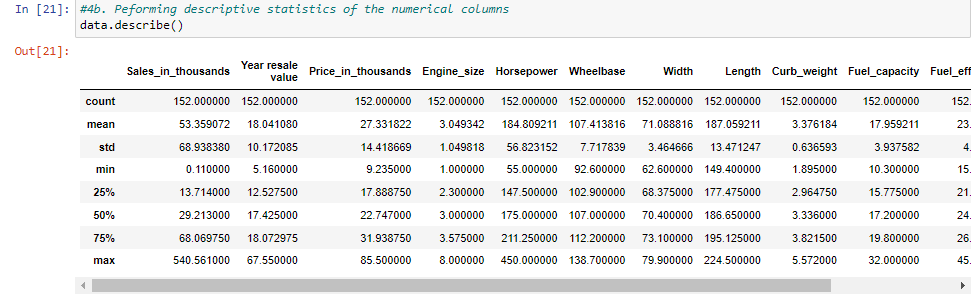 In [21]: #4b. Peforming descriptive statistics of the numerical columns
data.describe()
Out[21]:
Sales_in_thousands Year resale value Price_in_thousands Engine_size Horsepower Wheelbase Width Length Curb_weight Fuel_capacity Fuel_eff
count 152.000000 152.000000 152.000000 152.000000 152.000000 152.000000 152.000000 152.000000 152.000000 152.000000 152.
mean 53.359072 18.041080 27.331822 3.049342 184.809211 107.413816 71.088816 187.059211 3.376184 17.959211 23.
std 68.938380 10.172085 14.418669 1.049818 56.823152 7.717839 3.464666 13.471247 0.636593 3.937582 4.
min 0.110000 5.160000 9.235000 1.000000 55.000000 92.600000 62.600000 149.400000 1.895000 10.300000 15.
25% 13.714000 12.527500 17.888750 2.300000 147.500000 102.900000 68.375000 177.475000 2.964750 15.775000 21.
50% 29.213000 17.425000 22.747000 3.000000 175.000000 107.000000 70.400000 186.650000 3.336000 17.200000 24.
75% 68.069750 18.072975 31.938750 3.575000 211.250000 112.200000 73.100000 195.125000 3.821500 19.800000 26.
max 540.561000 67.550000 85.500000 8.000000 450.000000 138.700000 79.900000 224.500000 5.572000 32.000000 45.